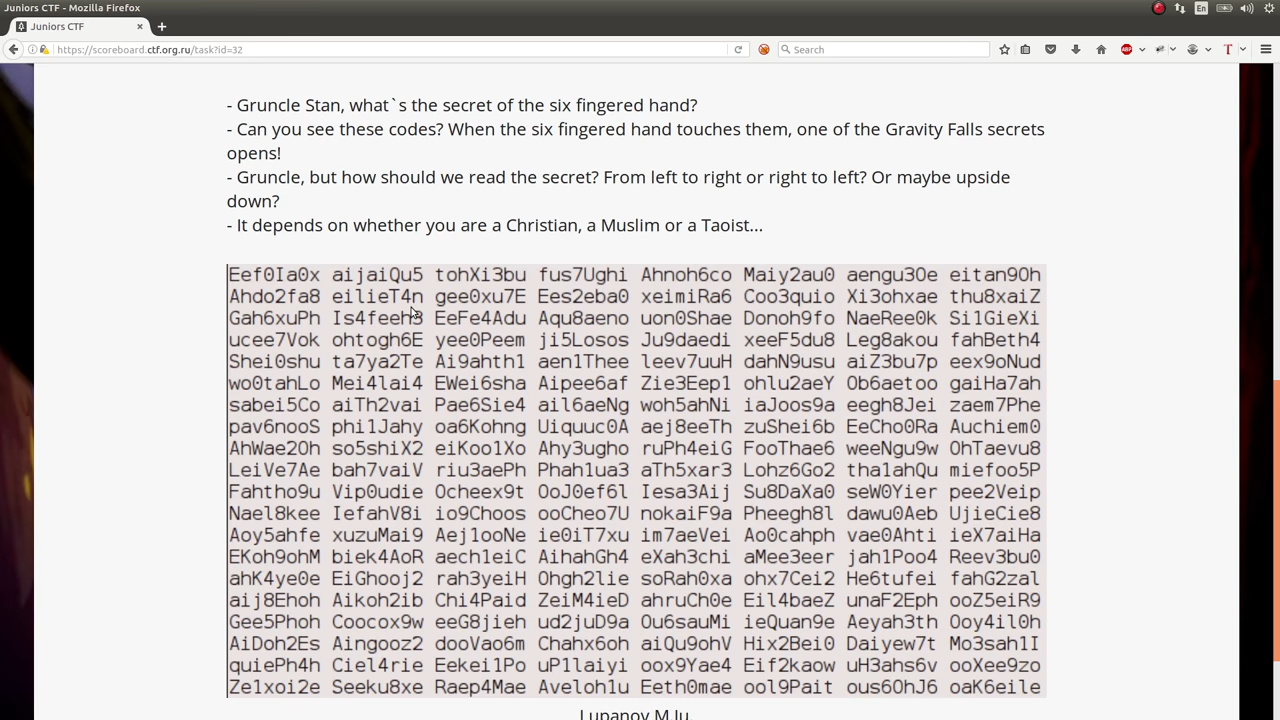 Juniors CTF - Mozilla Firefox
En
Juniors CTF
https://scoreboard.ctf.org.ru/task?id=32
Search
ABP
T
- Gruncle Stan, what`s the secret of the six fingered hand?
- Can you see these codes? When the six fingered hand touches them, one of the Gravity Falls secrets
opens!
- Gruncle, but how should we read the secret? From left to right or right to left? Or maybe upside
down?
- It depends on whether you are a Christian, a Muslim or a Taoist...
Eef0Ia0x aijaiQu5 tohXi3bu fus7Ughi Ahnoh6co Maiy2au0 aengu3Oe eitan9Oh
Ahdo2fa8 eilieT4n gee0xu7E Ees2eba0 xeimiRa6 Coo3quio Xi3ohxae thu8xaiZ
Gah6xuPh Is4feeh3 EeFe4Adu Aqu8aeno uon0Shae Donoh9fo NaeRee0k Si1GieXi
ucee7Vok ohtogh6E yee0Peem ji5Losos Ju9daedi xeeF5du8 Leg8akou fahBeth4
Shei0shu ta7ya2Te Ai9ahth1 aen1Thee leev7uuH dahN9usu aiZ3bu7p eex9oNud
wo0tahLo Mei4lai4 EWei6sha Aipee6af Zie3Eep1 ohlu2aeY Ob6aetoo gaiHa7ah
sabei5Co aiTh2vai Pae6Sie4 ail6aeNg woh5ahNi iaJoos9a eegh8Jei zaem7Phe
pav6nooS phi1Jahy oa6Kohng Uiquuc0A aej8eeTh zuShei6b EeCho0Ra Auchiem0
AhWae2Oh so5shiX2 eiKoo1Xo Ahy3ugho ruPh4eiG FooThae6 weeNgu9w OhTaevu8
LeiVe7Ae bah7vaiV riu3aePh Phah1ua3 aTh5xar3 Lohz6Go2 tha1ahQu miefoo5P
Fahtho9u Vip0udie Ocheex9t OoJ0ef6l Iesa3Aij Su8DaXa0 seW0Yier pee2Veip
Nael8kee IefahV8i io9Choos ooCheo7U nokaiF9a Pheegh8l dawu0Aeb UjieCie8
Aoy5ahfe xuzuMai9 Aej1ooNe ie0iT7xu im7aeVei Ao0cahph vae0Ahti ieX7aiHa
EKoh9ohM biek4AoR aech1eiC AihahGh4 eXah3chi aMee3eer jah1Poo4 Reev3bu0
ahK4ye0e EiGhooj2 rah3yeiH Ohgh2lie soRah0xa ohx7Cei2 He6tufei fahG2zal
aij8Ehoh Aikoh2ib Chi4Paid ZeiM4ieD ahruCh0e Eil4baeZ unaF2Eph ooZ5eiR9
Gee5Phoh Coocox9w eeG8jieh ud2juD9a Ou6sauMi ieQuan9e Aeyah3th Ooy4il0h
AiDoh2Es Aingooz2 dooVao6m Chahx6oh aiQu9ohV Hix2Bei0 Daiyew7t Mo3sah1I
quiePh4h Ciel4rie Eekei1Po uP1laiyi oox9Yae4 Eif2kaow uH3ahs6v ooXee9zo
Ze1xoi2e Seeku8xe Raep4Mae Aveloh1u Eeth0mae ool9Pait ous6OhJ6 oaK6eile
Lupanov M.Iu.